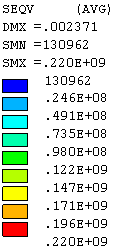 SEQV (AVG)
DMX =.002371
SMN =130962
SMX =.220E+09
130962
.246E+08
.491E+08
.735E+08
.980E+08
.122E+09
.147E+09
.171E+09
.196E+09
.220E+09